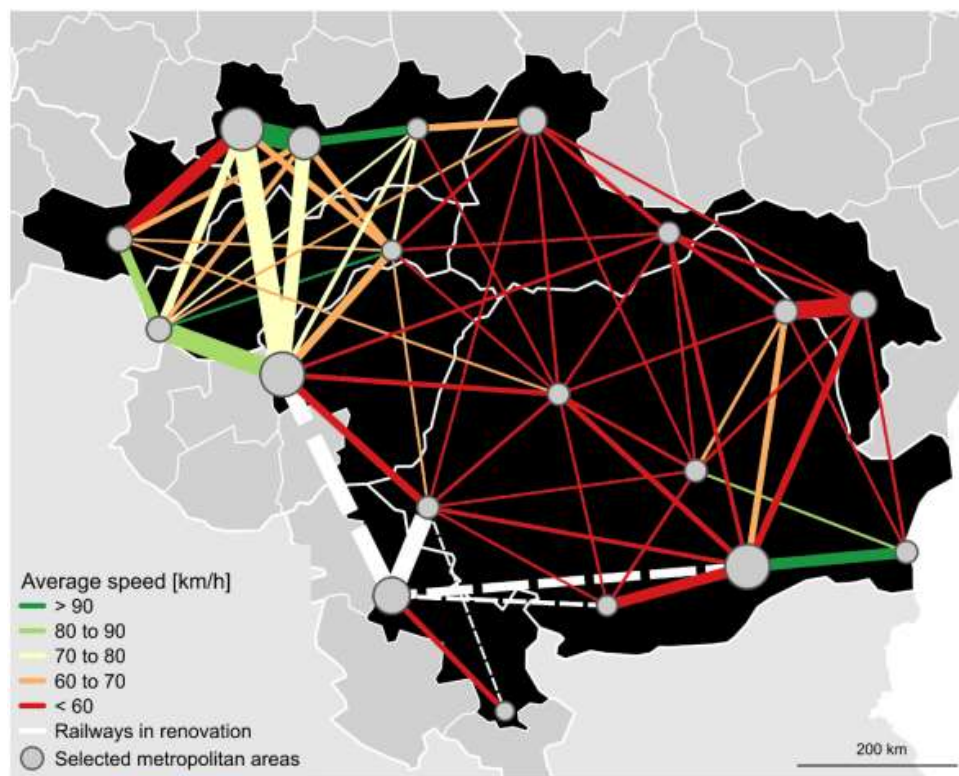 Average speed [km/h]
> 90
80 to 90
70 to 80
60 to 70
< 60
Railways in renovation
Selected metropolitan areas
200 km